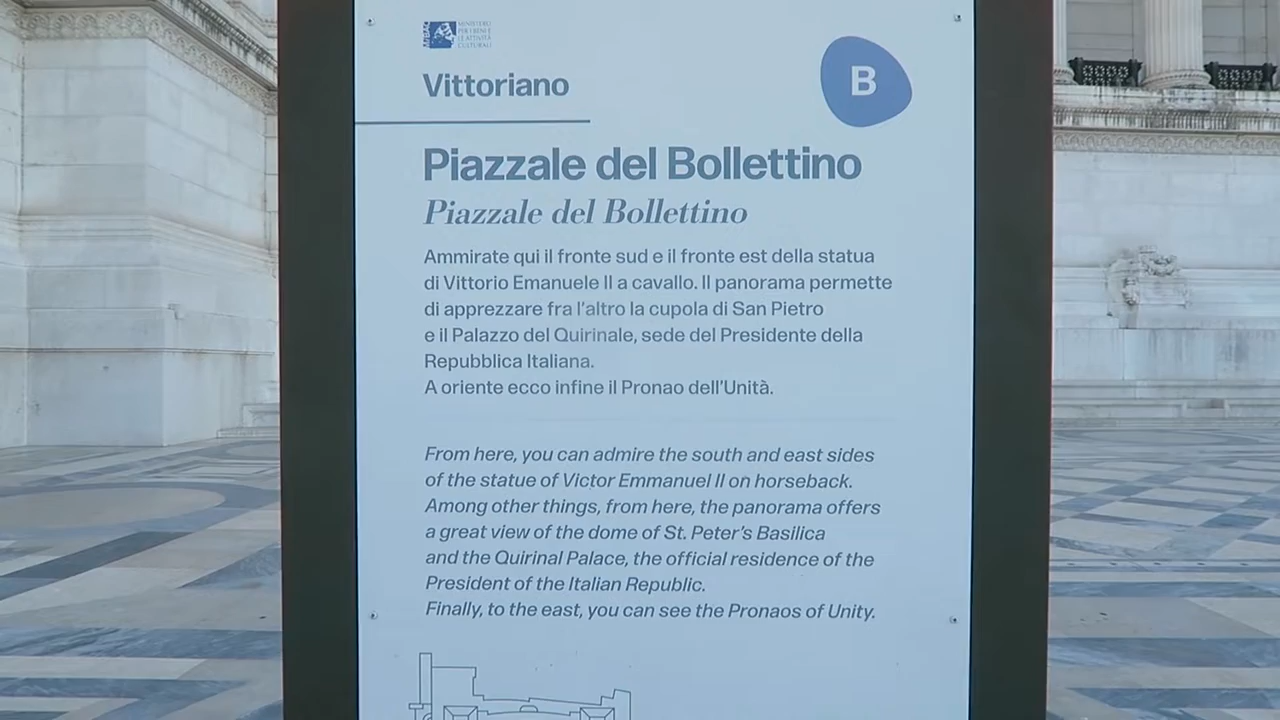 MiBAC
MINISTERO
PER I BENI E
LE ATTIVITÀ
CULTURALI
Vittoriano
B
Piazzale del Bollettino
Piazzale del Bollettino
Ammirate qui il fronte sud e il fronte est della statua
di Vittorio Emanuele II a cavallo. Il panorama permette
di apprezzare fra l'altro la cupola di San Pietro
e il Palazzo del Quirinale, sede del Presidente della
Repubblica Italiana.
A oriente ecco infine il Pronao dell'Unità.
From here, you can admire the south and east sides
of the statue of Victor Emmanuel II on horseback.
Among other things, from here, the panorama offers
a great view of the dome of St. Peter's Basilica
and the Quirinal Palace, the official residence of the
President of the Italian Republic.
Finally, to the east, you can see the Pronaos of Unity.